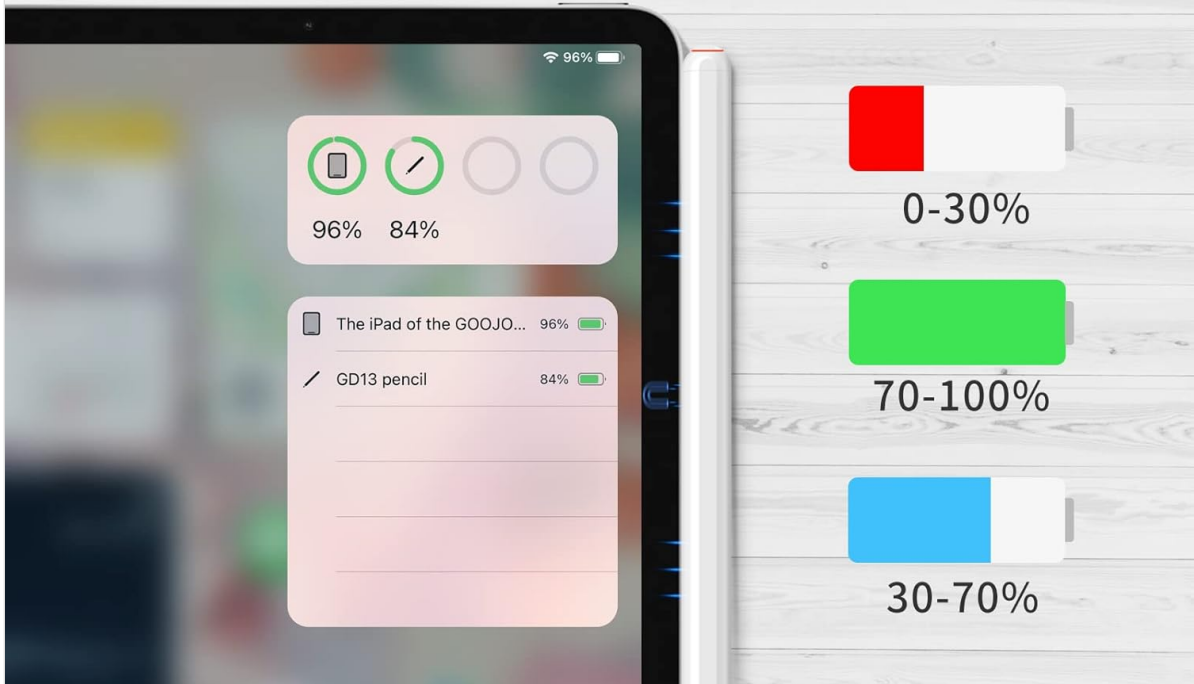 96%
96% 84%
The iPad of the GOOJO... 96%
GD13 pencil 84%
0-30%
70-100%
30-70%